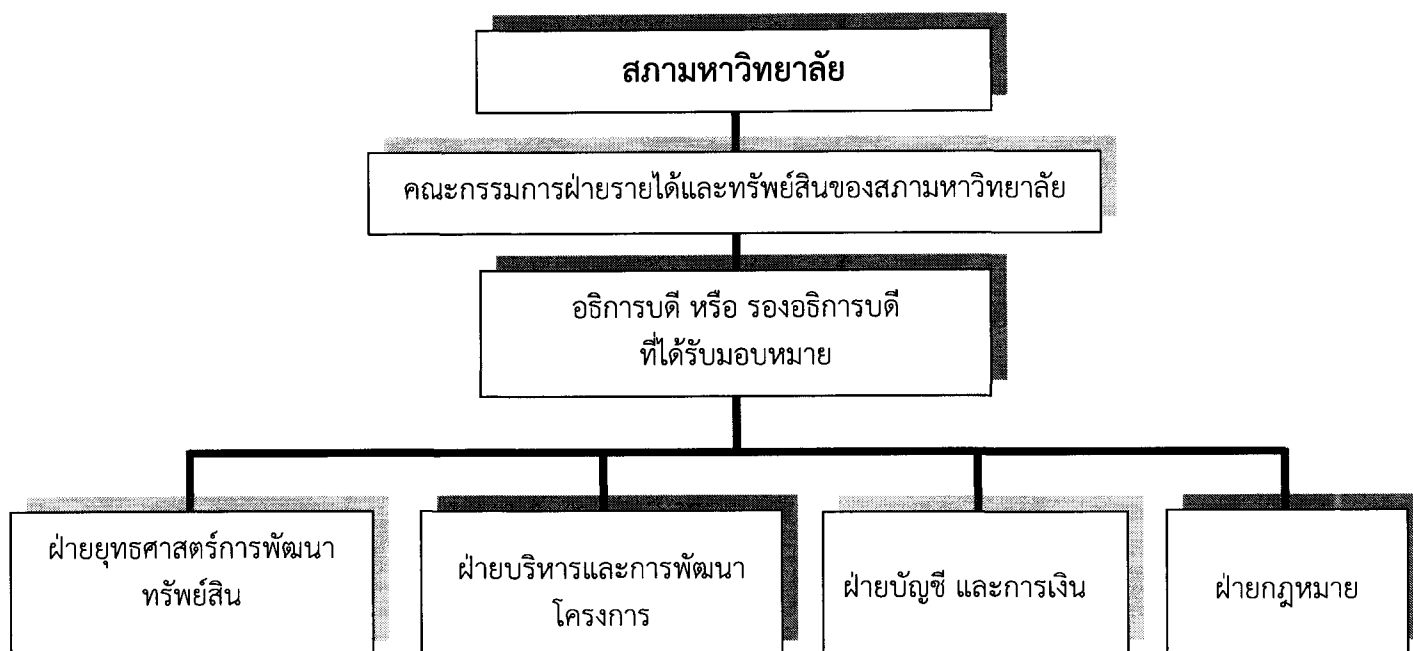 สภามหาวิทยาลัย
คณะกรรมการฝ่ายรายได้และทรัพย์สินของสภามหาวิทยาลัย
อธิการบดี หรือ รองอธิการบดี
ที่ได้รับมอบหมาย
ฝ่ายยุทธศาสตร์การพัฒนา
ทรัพย์สิน
ฝ่ายบริหารและการพัฒนา
โครงการ
ฝ่ายบัญชี และการเงิน
ฝ่ายกฎหมาย